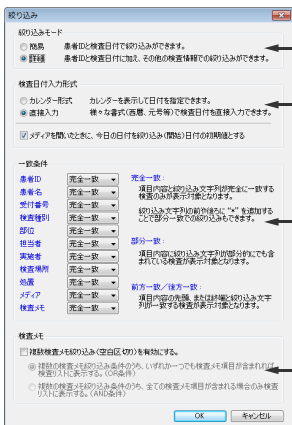 絞り込み
絞り込みモード
簡易 患者IDと検査日付で絞り込みができます。
詳細 患者IDと検査日付に加え、その他の検査情報での絞り込みができます。
検査日付入力形式
カレンダー形式 カレンダーを表示して日付を指定できます。
直接入力 様々な書式（西暦、元号等）で検査日付を直接入力できます。
メディアを開いたときに、今日の日付を絞り込み（開始）日付の初期値とする
一致条件
患者ID 完全一致
患者名 完全一致
受付番号 完全一致
検査種別 完全一致
部位 完全一致
担当者 完全一致
実施者 完全一致
検査場所 完全一致
処置 完全一致
メディア 完全一致
検査メモ 完全一致
完全一致：
項目内容と絞り込み文字列が完全に一致する
検査のみが表示対象となります。
絞り込み文字列の前や後ろに "*" を追加する
ことで部分一致での絞り込みもできます。
部分一致：
項目内容に絞り込み文字列が部分的にでも含
まれている検査が表示対象となります。
前方一致／後方一致：
項目内容の先頭、または終端と絞り込み文字
列が一致する検査が表示対象となります。
検査メモ
複数検査メモ絞り込み（空白区切り）を有効にする。
複数の検査メモ絞り込み条件のうち、いずれか一つでも検査メモ項目が含まれれば
検査リストに表示する。（OR条件）
複数の検査メモ絞り込み条件のうち、全ての検査メモ項目が含まれる場合のみ検査
リストに表示する。（AND条件）
OK キャンセル